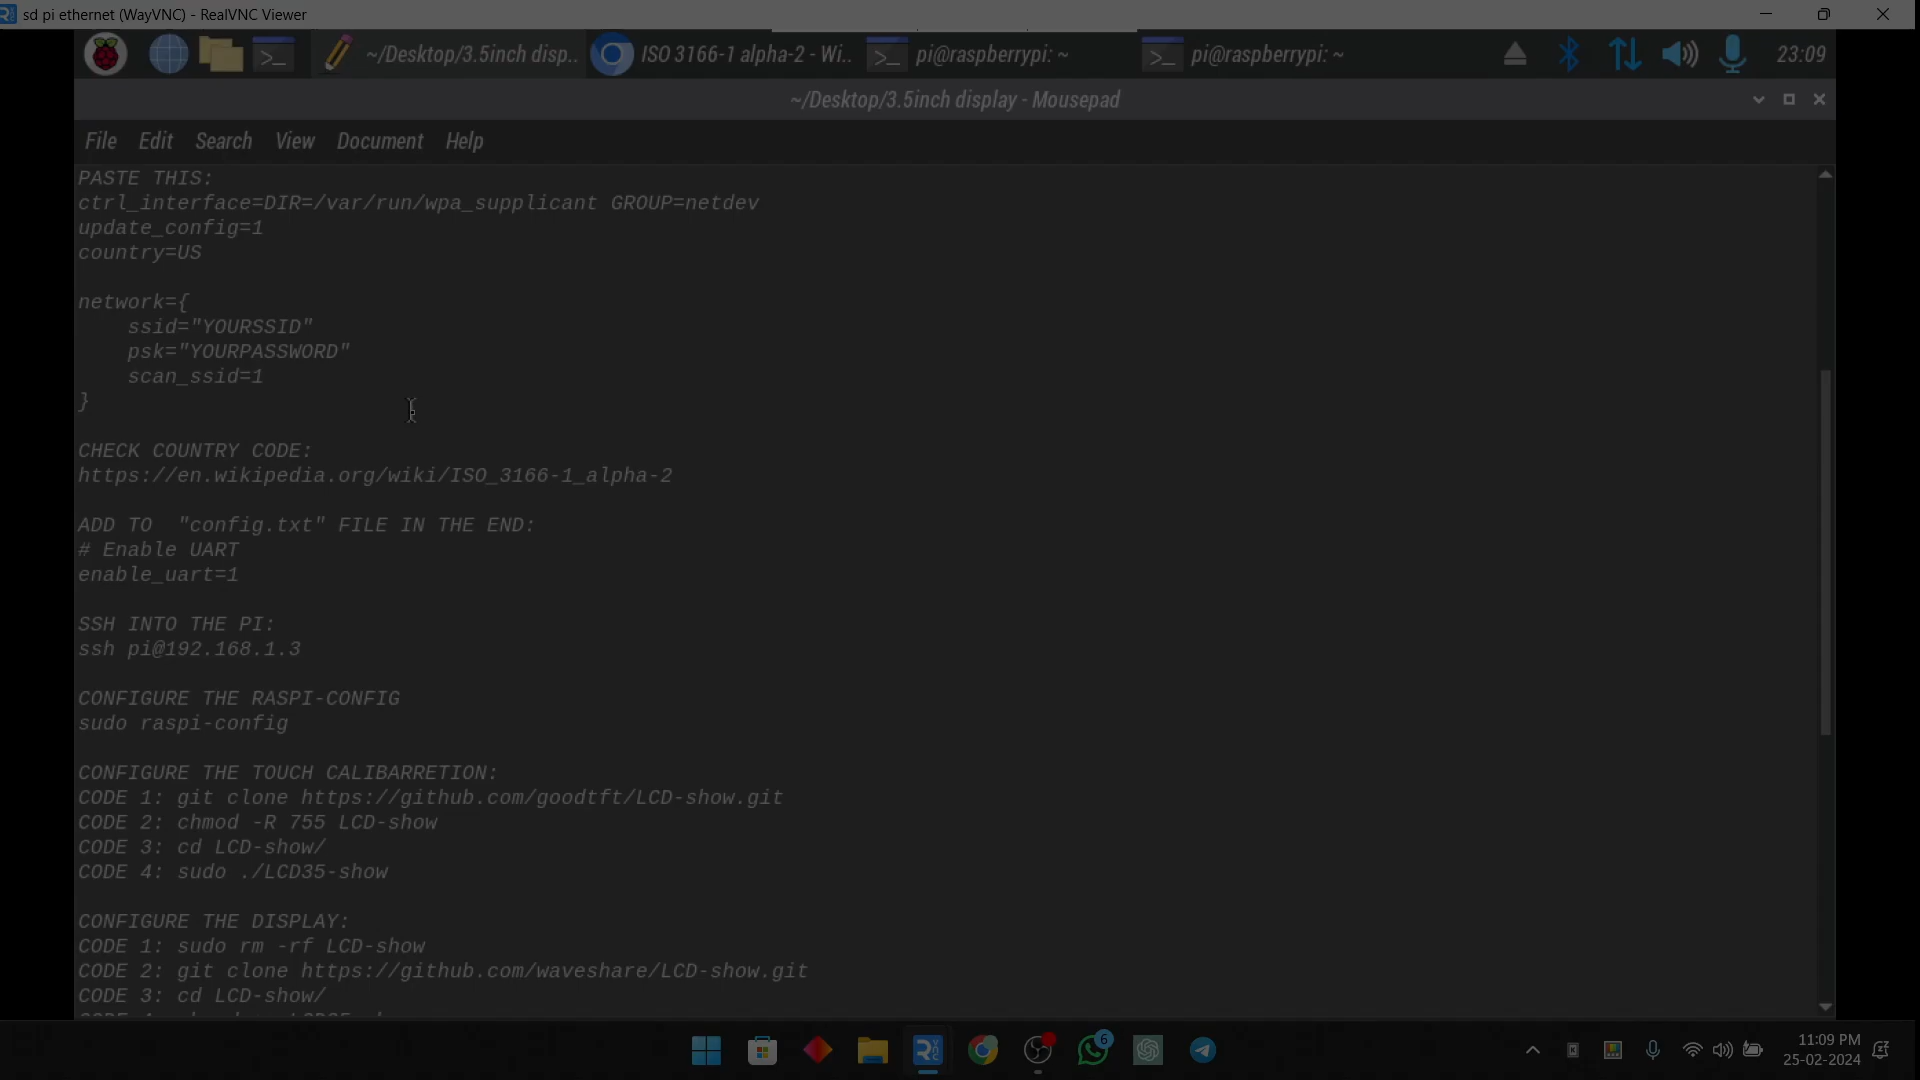 sd pi ethernet (WayVNC) - RealVNC Viewer
~/Desktop/3.5inch disp..
ISO 3166-1 alpha-2 - Wi..
pi@raspberrypi: ~
pi@raspberrypi: ~
23:09
~/Desktop/3.5inch display - Mousepad
File Edit Search View Document Help
PASTE THIS:
ctrl_interface=DIR=/var/run/wpa_supplicant GROUP=netdev
update_config=1
country=US
network={
ssid="YOURSSID"
psk="YOURPASSWORD"
scan_ssid=1
}
CHECK COUNTRY CODE:
https://en.wikipedia.org/wiki/ISO_3166-1_alpha-2
ADD TO  "config.txt" FILE IN THE END:
# Enable UART
enable_uart=1
SSH INTO THE PI:
ssh pi@192.168.1.3
CONFIGURE THE RASPI-CONFIG
sudo raspi-config
CONFIGURE THE TOUCH CALIBARRETION:
CODE 1: git clone https://github.com/goodtft/LCD-show.git
CODE 2: chmod -R 755 LCD-show
CODE 3: cd LCD-show/
CODE 4: sudo ./LCD35-show
CONFIGURE THE DISPLAY:
CODE 1: sudo rm -rf LCD-show
CODE 2: git clone https://github.com/waveshare/LCD-show.git
CODE 3: cd LCD-show/
6
11:09 PM
25-02-2024